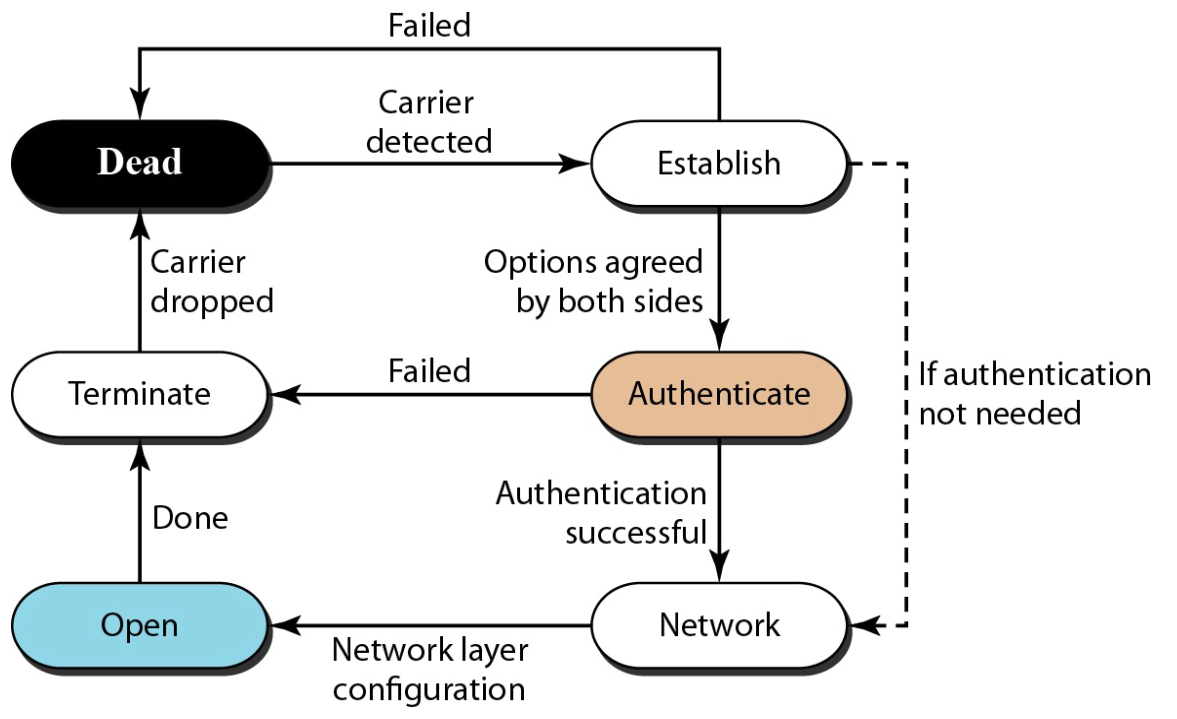 Failed
Carrier
detected
Dead
Establish
Carrier
dropped
Options agreed
by both sides
If authentication
not needed
Terminate
Failed
Authenticate
Authentication
successful
Done
Open
Network
Network layer
configuration